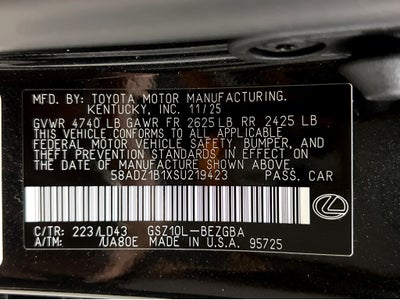 MFD. BY: TOYOTA MOTOR MANUFACTURING.
KENTUCKY, INC. 11/25
GVWR 4740 LB GAWR FR 2625 LB RR 2425 LB
THIS VEHICLE CONFORMS TO ALL APPLICABLE
FEDERAL MOTOR VEHICLE SAFETY, BUMPER, AND
THEFT PREVENTION STANDARDS IN EFFECT ON
THE DATE OF MANUFACTURE SHOWN ABOVE.
58ADZ1B1XSU219423 PASS. CAR
C/TR: 223/LD43 GSZ10L-BEZGBA
A/TM: /UA80E MADE IN U.S.A. 95725